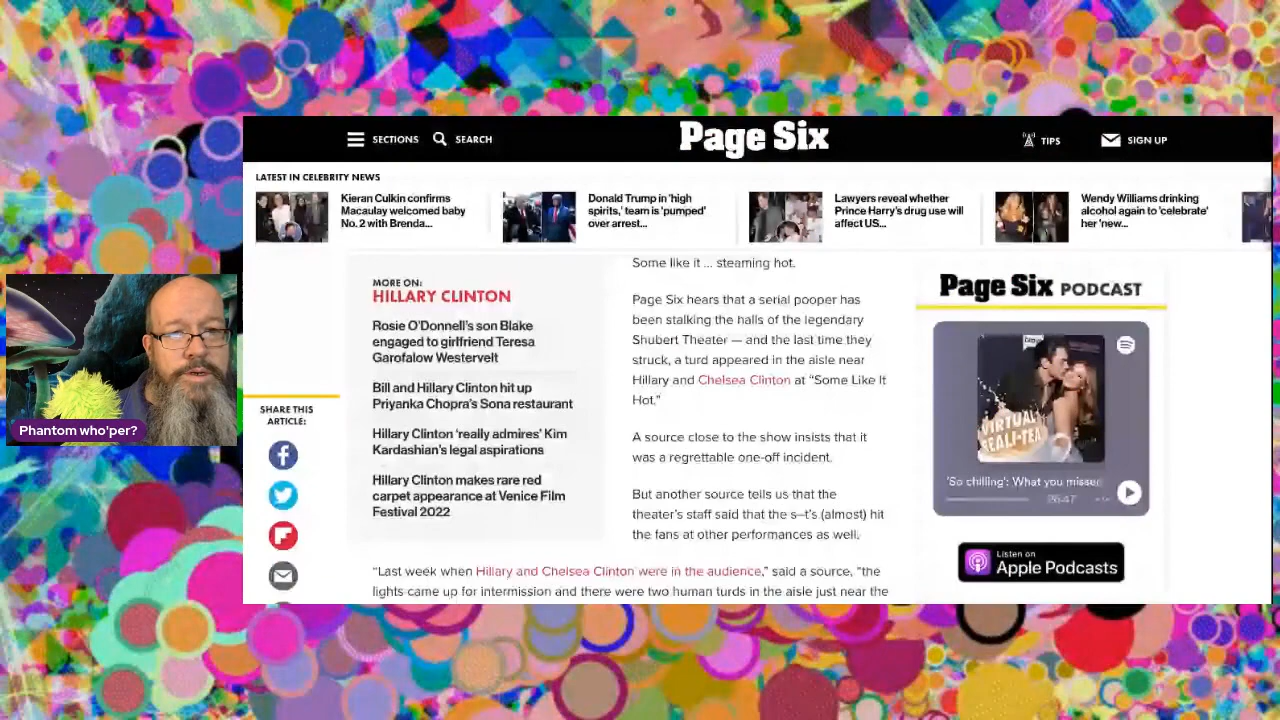 Page Six
SECTIONS
SEARCH
TIPS
SIGN UP
LATEST IN CELEBRITY NEWS
Kieran Culkin confirms
Macaulay welcomed baby
No. 2 with Brenda...
Donald Trump in 'high
spirits,' team is 'pumped'
over arrest...
Lawyers reveal whether
Prince Harry's drug use will
affect US...
Wendy Williams drinking
alcohol again to 'celebrate'
her 'new...
Phantom who'per?
SHARE THIS
ARTICLE:
MORE ON:
HILLARY CLINTON
Rosie O'Donnell's son Blake
engaged to girlfriend Teresa
Garofalow Westervelt
Bill and Hillary Clinton hit up
Priyanka Chopra's Sona restaurant
Hillary Clinton 'really admires' Kim
Kardashian's legal aspirations
Hillary Clinton makes rare red
carpet appearance at Venice Film
Festival 2022
Some like it ... steaming hot.
Page Six hears that a serial pooper has
been stalking the halls of the legendary
Shubert Theater — and the last time they
struck, a turd appeared in the aisle near
Hillary and Chelsea Clinton at “Some Like It
Hot.”
A source close to the show insists that it
was a regrettable one-off incident.
But another source tells us that the
theater's staff said that the s—t's (almost) hit
the fans at other performances as well.
“Last week when Hillary and Chelsea Clinton were in the audience,” said a source, “the
lights came up for intermission and there were two human turds in the aisle just near the
Page Six PODCAST
VIRTUAL
REALI-TEA
'So chilling': What you misse
26:47
Listen on
Apple Podcasts